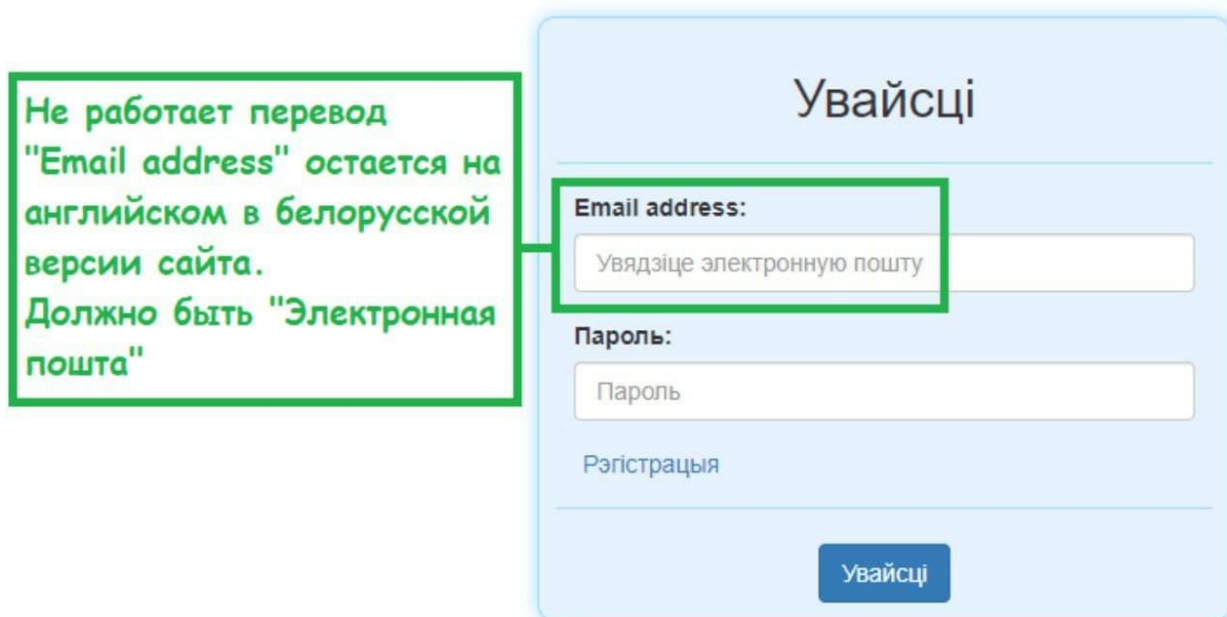 Не работает перевод
"Email address" остается на
английском в белорусской
версии сайта.
Должно быть "Электронная
пошта"
Увайсці
Email address:
Увядзіце электронную пошту
Пароль:
Пароль
Рэгістрацыя
Увайсці